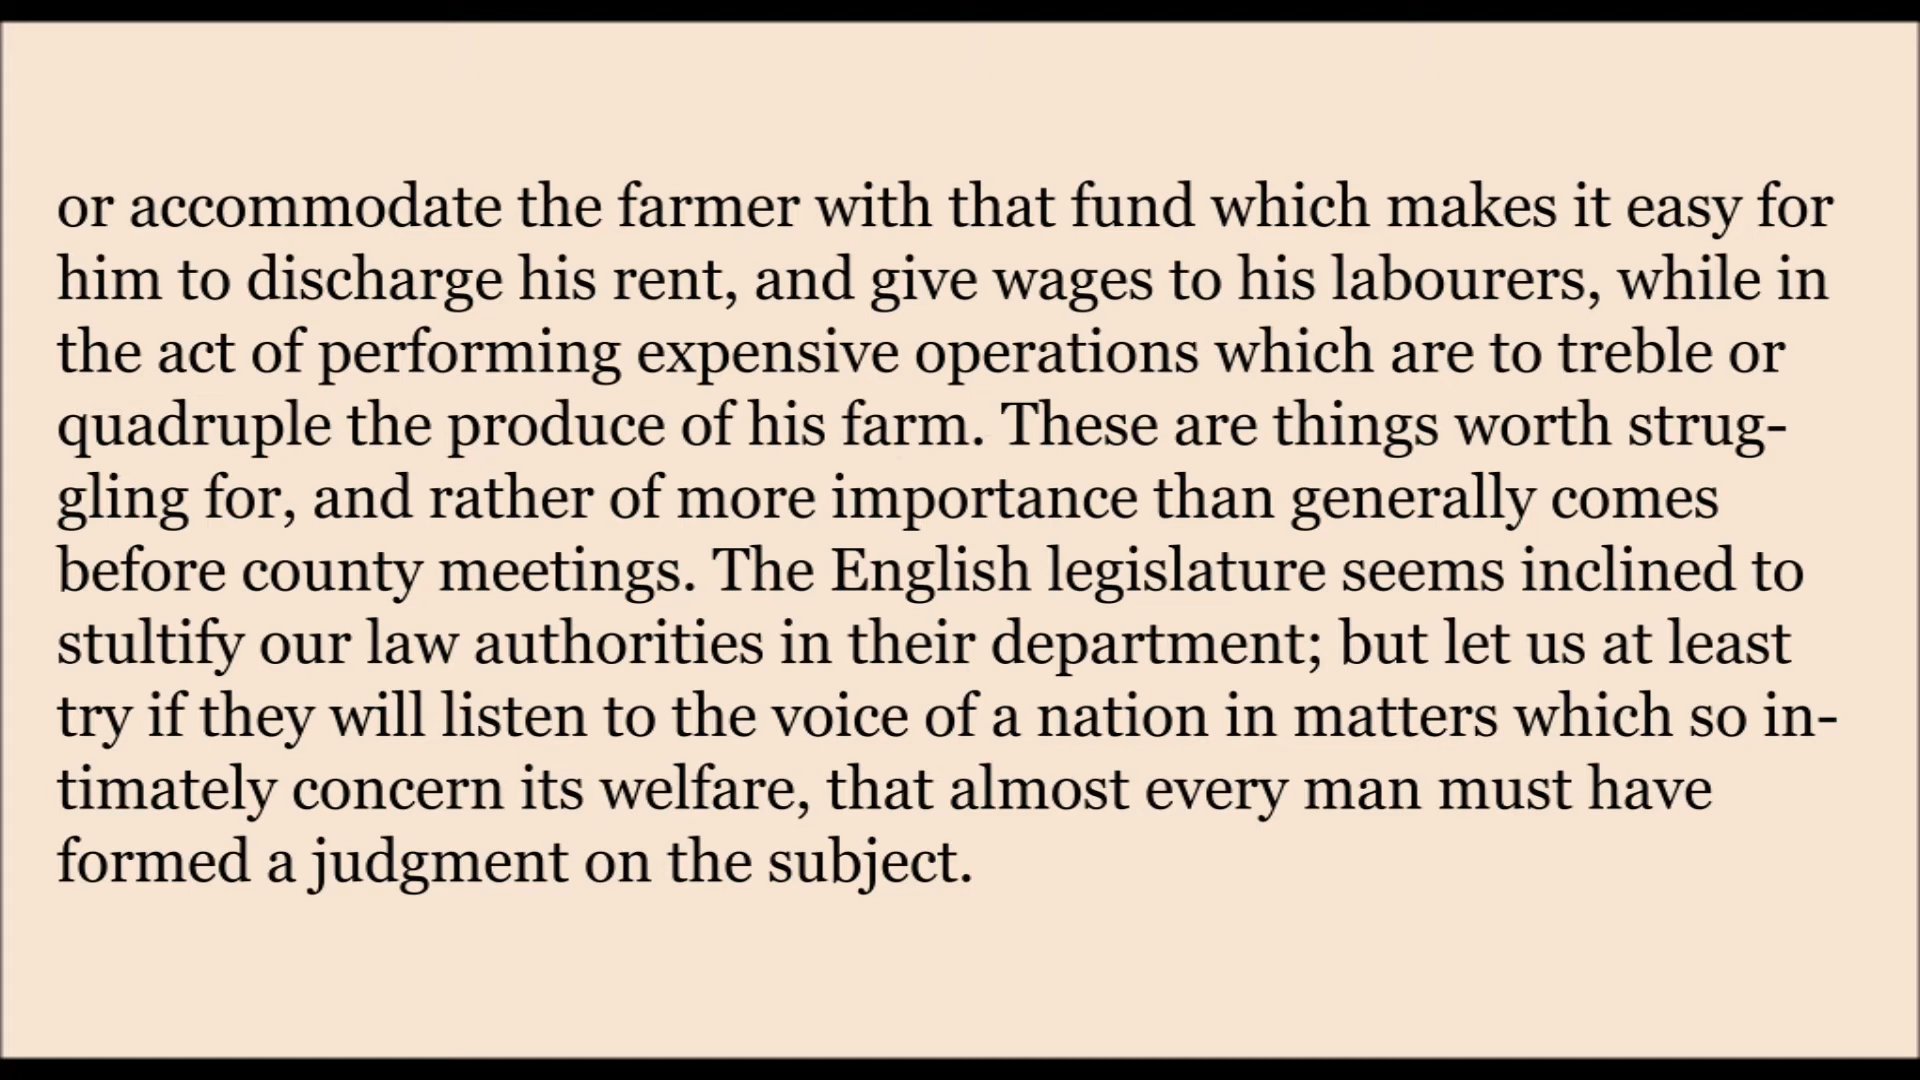 or accommodate the farmer with that fund which makes it easy for
him to discharge his rent, and give wages to his labourers, while in
the act of performing expensive operations which are to treble or
quadruple the produce of his farm. These are things worth strug-
gling for, and rather of more importance than generally comes
before county meetings. The English legislature seems inclined to
stultify our law authorities in their department; but let us at least
try if they will listen to the voice of a nation in matters which so in-
timately concern its welfare, that almost every man must have
formed a judgment on the subject.